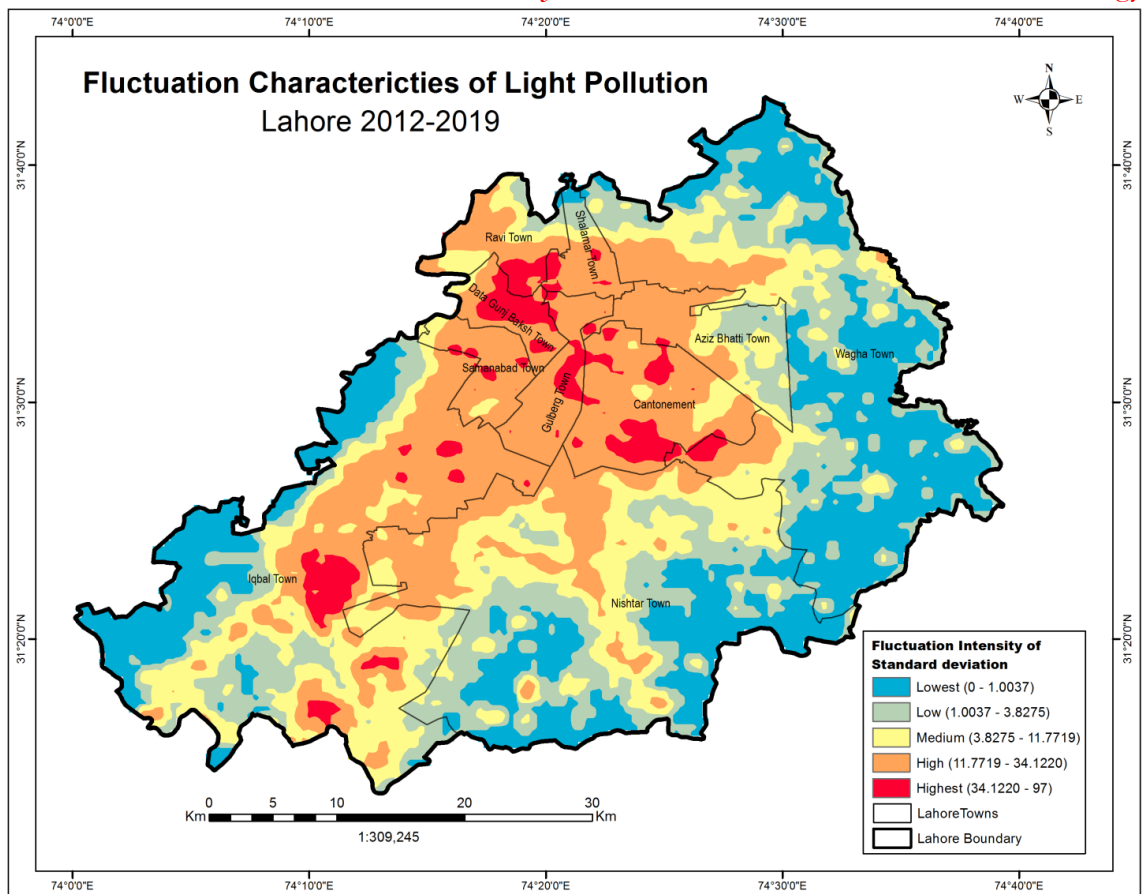 74°0'0"E 74°10'0"E 74°20'0"E 74°30'0"E 74°40'0"E
Fluctuation Charactericties of Light Pollution
Lahore 2012-2019
N
W E
S
31°40'0"N 31°40'0"N
Shalamar Town
Ravi Town
Data Gunj Baksh Town
Aziz Bhatti Town
Wagha Town
Samanabad Town
Gulberg Town
Cantonement
31°30'0"N 31°30'0"N
Iqbal Town
Nishtar Town
31°20'0"N 31°20'0"N
Fluctuation Intensity of
Standard deviation
Lowest (0 - 1.0037)
Low (1.0037 - 3.8275)
Medium (3.8275 - 11.7719)
High (11.7719 - 34.1220)
Highest (34.1220 - 97)
LahoreTowns
Lahore Boundary
0 5 10 20 30
Km Km
1:309,245
74°0'0"E 74°10'0"E 74°20'0"E 74°30'0"E 74°40'0"E